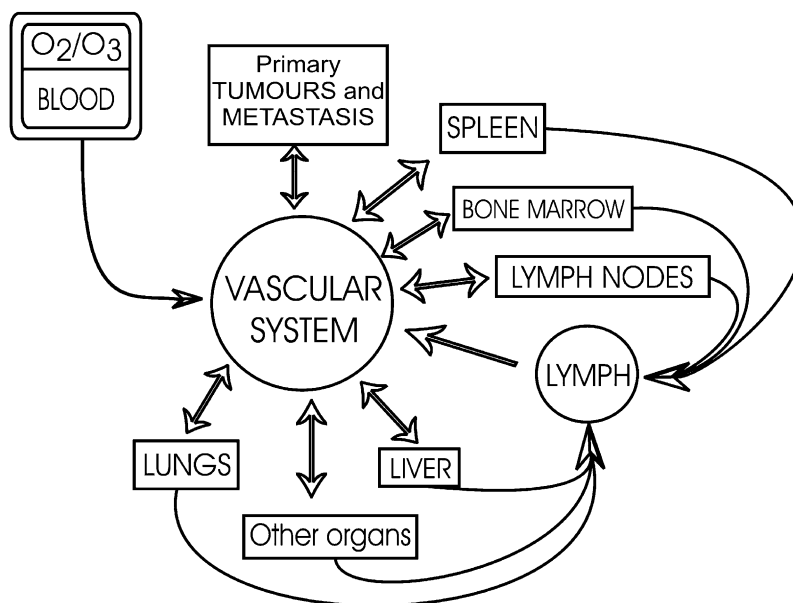 O2/O3
BLOOD
Primary
TUMOURS and
METASTASIS
SPLEEN
BONE MARROW
LYMPH NODES
VASCULAR
SYSTEM
LYMPH
LUNGS
LIVER
Other organs